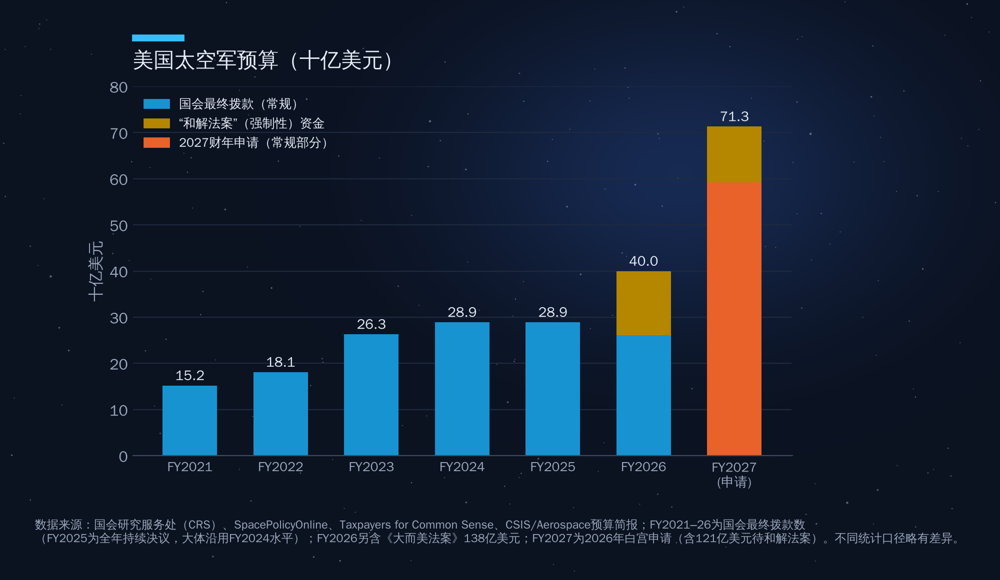 美国太空军预算（十亿美元）
80
70
60
50
40
30
20
10
0
十亿美元
国会最终拨款（常规）
“和解法案”（强制性）资金
2027财年申请（常规部分）
15.2
18.1
26.3
28.9
28.9
40.0
71.3
FY2021
FY2022
FY2023
FY2024
FY2025
FY2026
FY2027
（申请）
数据来源：国会研究服务处（CRS）、SpacePolicyOnline、Taxpayers for Common Sense、CSIS/Aerospace预算简报；FY2021—26为国会最终拨款数
（FY2025为全年持续决议，大体沿用FY2024水平）；FY2026另含《大而美法案》138亿美元；FY2027为2026年白宫申请（含121亿美元待和解法案）。不同统计口径略有差异。